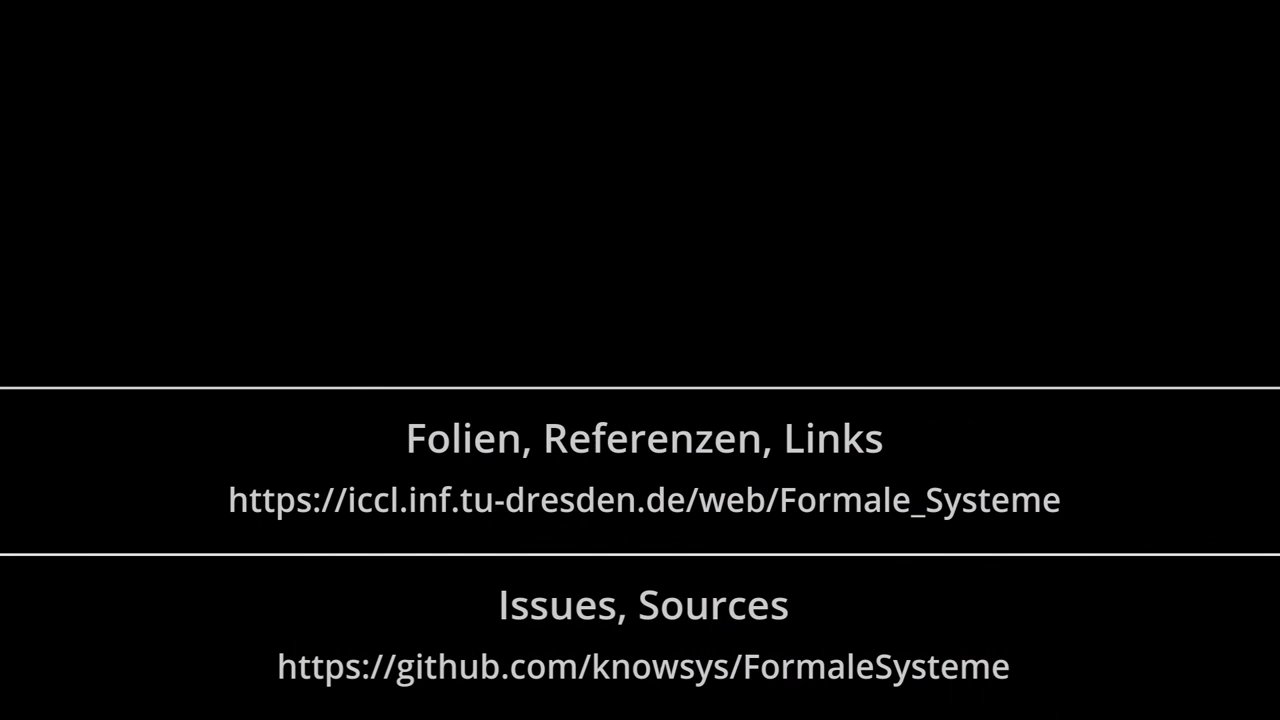 Folien, Referenzen, Links
https://iccl.inf.tu-dresden.de/web/Formale_Systeme
Issues, Sources
https://github.com/knowsys/FormaleSysteme